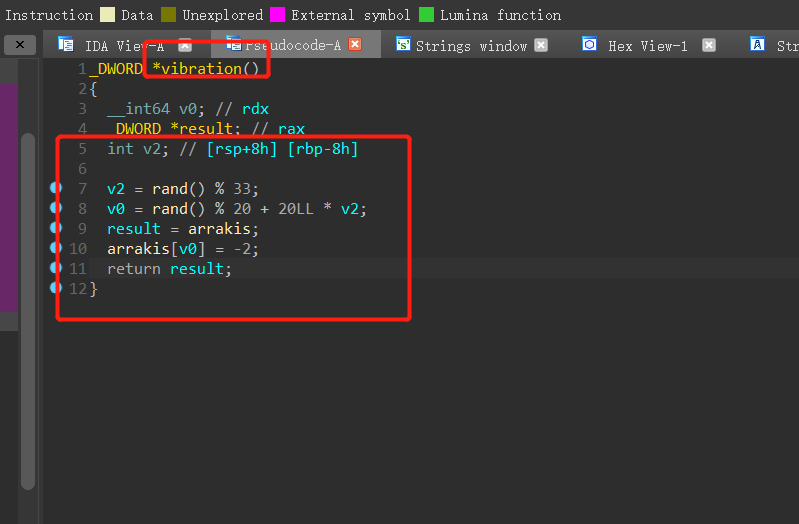 Instruction Data Unexplored External symbol Lumina function
IDA View-A Pseudocode-A Strings window Hex View-1 Str
1 _DWORD *vibration()
2 {
3 __int64 v0; // rdx
4 _DWORD *result; // rax
5 int v2; // [rsp+8h] [rbp-8h]
6
7 v2 = rand() % 33;
8 v0 = rand() % 20 + 20LL * v2;
9 result = arrakis;
10 arrakis[v0] = -2;
11 return result;
12 }